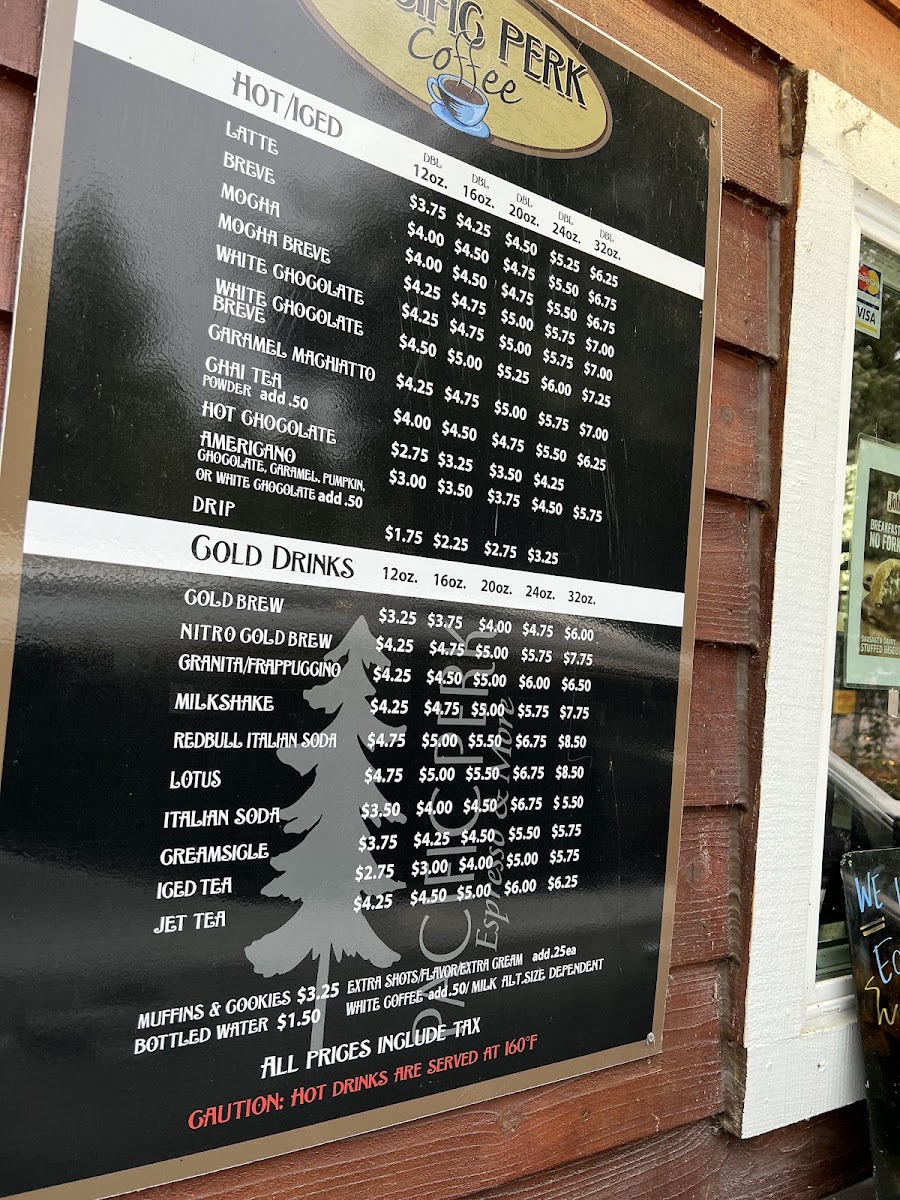 CIFIC PERK
Coffee
HOT/ICED
DBL DBL DBL DBL DBL
12oz. 16oz. 20oz. 24oz. 32oz.
LATTE $3.75 $4.25 $4.50 $5.25 $6.25
BREVE $4.00 $4.50 $4.75 $5.50 $6.75
MOCHA $4.00 $4.50 $4.75 $5.50 $6.75
MOCHA BREVE $4.25 $4.75 $5.00 $5.75 $7.00
WHITE CHOCOLATE $4.25 $4.75 $5.00 $5.75 $7.00
WHITE CHOCOLATE
BREVE $4.50 $5.00 $5.25 $6.00 $7.25
CARAMEL MACHIATTO $4.25 $4.75 $5.00 $5.75 $7.00
CHAI TEA $4.00 $4.50 $4.75 $5.50 $6.25
POWDER add .50
HOT CHOCOLATE $2.75 $3.25 $3.50 $4.25
AMERICANO $3.00 $3.50 $3.75 $4.50 $5.75
CHOCOLATE, CARAMEL, PUMPKIN,
OR WHITE CHOCOLATE add .50
DRIP $1.75 $2.25 $2.75 $3.25
COLD DRINKS 12oz. 16oz. 20oz. 24oz. 32oz.
COLD BREW $3.25 $3.75 $4.00 $4.75 $6.00
NITRO COLD BREW $4.25 $4.75 $5.00 $5.75 $7.75
GRANITA/FRAPPUCCINO $4.25 $4.50 $5.00 $6.00 $6.50
MILKSHAKE $4.25 $4.75 $5.00 $5.75 $7.75
REDBULL ITALIAN SODA $4.75 $5.00 $5.50 $6.75 $8.50
LOTUS $4.75 $5.00 $5.50 $6.75 $8.50
ITALIAN SODA $3.50 $4.00 $4.50 $6.75 $ 5.50
CREAMSICLE $3.75 $4.25 $4.50 $5.50 $5.75
ICED TEA $2.75 $3.00 $4.00 $5.00 $5.75
JET TEA $4.25 $4.50 $5.00 $6.00 $6.25
PACIFIC PERK
Espresso & More
MUFFINS & COOKIES $3.25 EXTRA SHOTS/FLAVOR/EXTRA CREAM add .25ea
BOTTLED WATER $1.50 WHITE COFFEE add .50/ MILK ALT.SIZE DEPENDENT
ALL PRICES INCLUDE TAX
CAUTION: HOT DRINKS ARE SERVED AT 160°F
VISA
BREAKFAST
NO FOR
SAUSAGE & GRAVY
STUFFED BISCU
WE